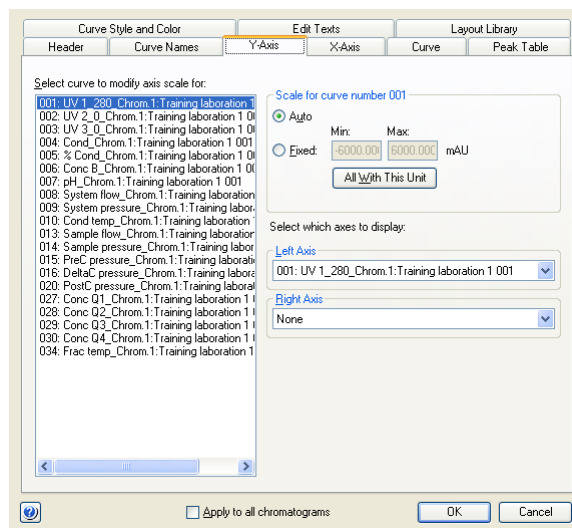 Curve Style and Color
Edit Texts
Layout Library
Header
Curve Names
Y-Axis
X-Axis
Curve
Peak Table
Select curve to modify axis scale for:
001: UV 1_280_Chrom.1:Training laboration 1
002: UV 2_0_Chrom.1:Training laboration 1 0
003: UV 3_0_Chrom.1:Training laboration 1 0
004: Cond_Chrom.1:Training laboration 1 001
005: % Cond_Chrom.1:Training laboration 1 0
006: Conc B_Chrom.1:Training laboration 1 00
007: pH_Chrom.1:Training laboration 1 001
008: System flow_Chrom.1:Training laboration
009: System pressure_Chrom.1:Training labor
010: Cond temp_Chrom.1:Training laboration
013: Sample flow_Chrom.1:Training laboration
014: Sample pressure_Chrom.1:Training labor
015: PreC pressure_Chrom.1:Training laborati
016: DeltaC pressure_Chrom.1:Training labora
020: PostC pressure_Chrom.1:Training laborat
027: Conc Q1_Chrom.1:Training laboration 1
028: Conc Q2_Chrom.1:Training laboration 1
029: Conc Q3_Chrom.1:Training laboration 1
030: Conc Q4_Chrom.1:Training laboration 1
034: Frac temp_Chrom.1:Training laboration 1
Scale for curve number 001
Auto
Min: Max:
Fixed: -6000.00 6000.000 mAU
All With This Unit
Select which axes to display:
Left Axis
001: UV 1_280_Chrom.1:Training laboration 1 001
Right Axis
None
Apply to all chromatograms
OK
Cancel